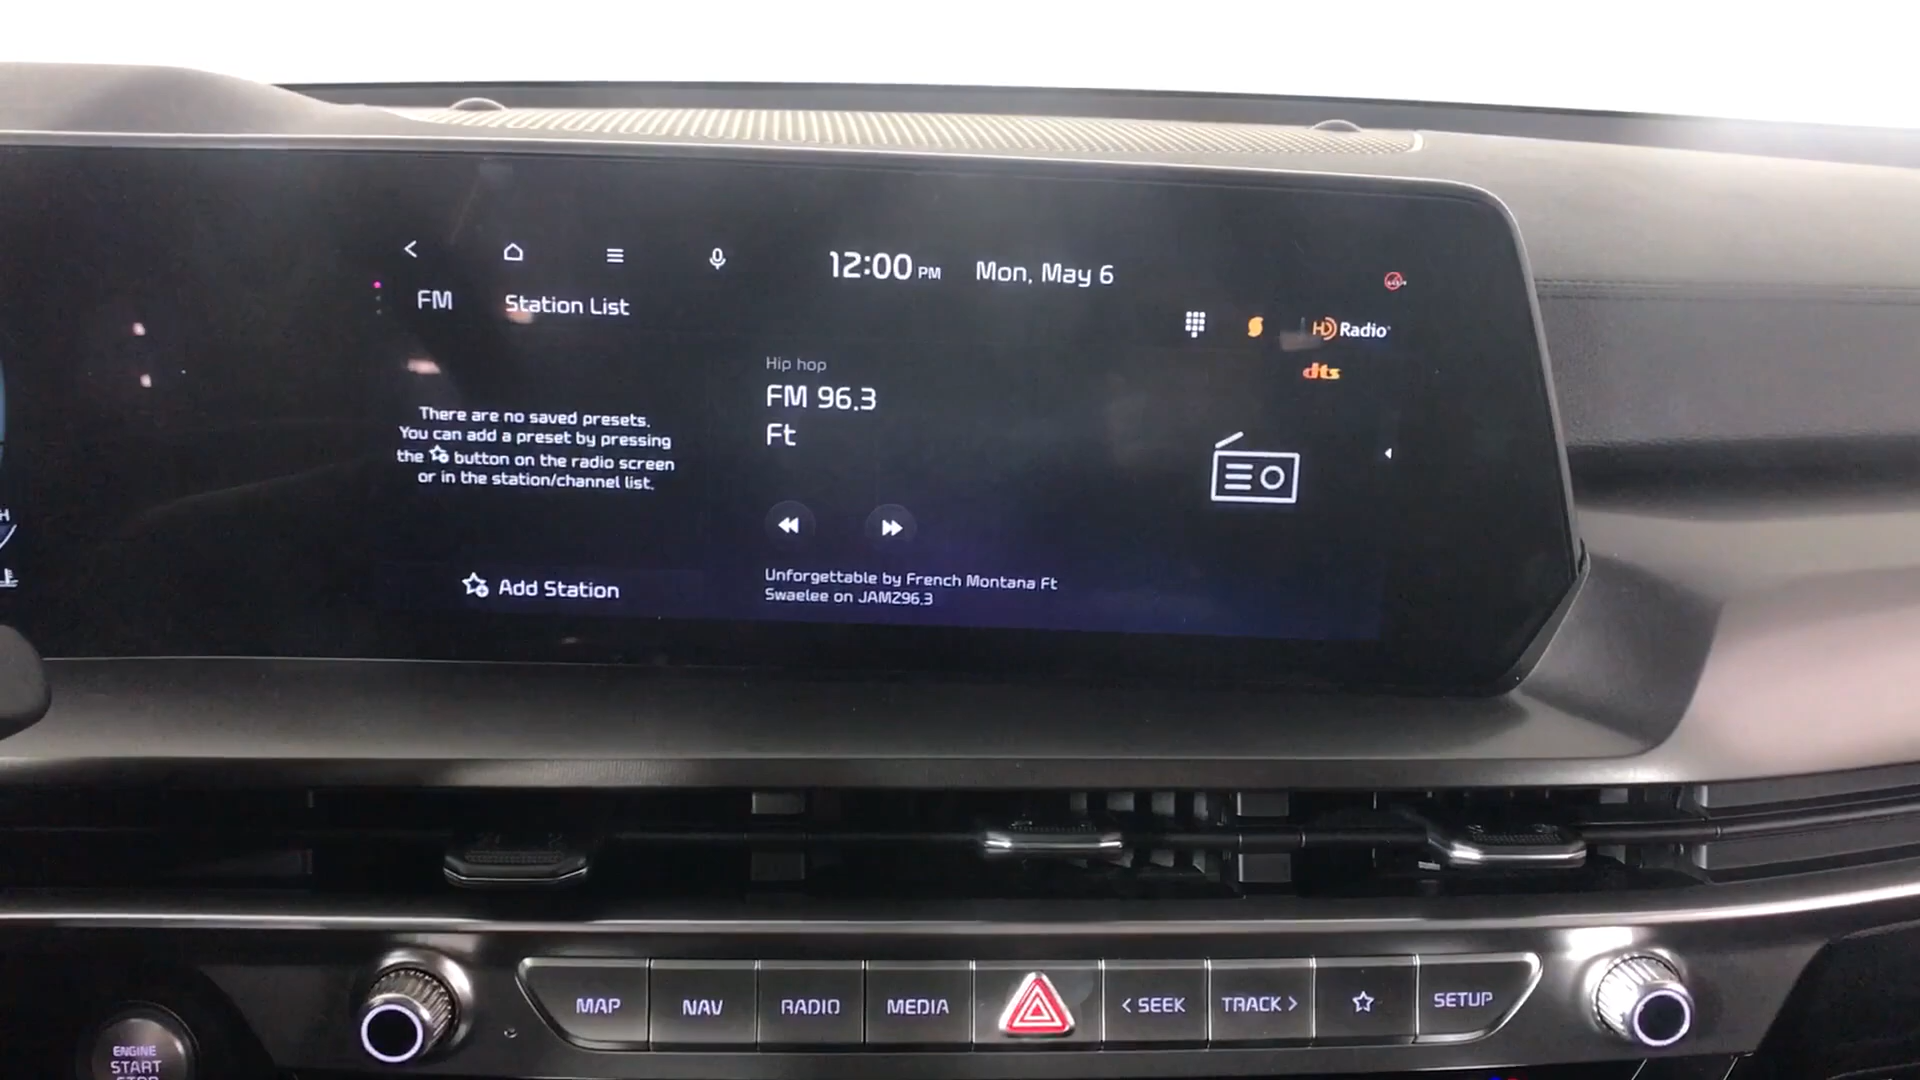 12:00 PM Mon, May 6
FM Station List
HD Radio
dts
Hip hop
FM 96.3
Ft
There are no saved presets.
You can add a preset by pressing
the button on the radio screen
or in the station/channel list.
Add Station
Unforgettable by French Montana Ft
Swaelee on JAMZ96.3
H
MAP NAV RADIO MEDIA < SEEK TRACK > SETUP
ENGINE
START
STOP